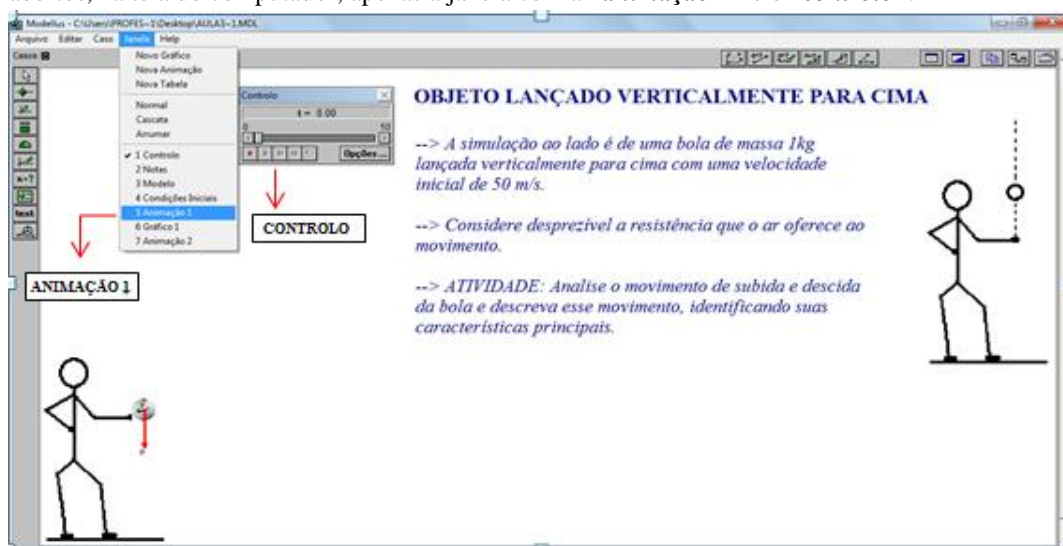 Modellus - C:\Users\PROFES~1\Desktop\AULA3~1.MDL
Arquivo Editar Caso Janela Help
Casos
Novo Gráfico
Nova Animação
Nova Tabela
Normal
Cascata
Arrumar
1 Controlo
2 Notas
3 Modelo
4 Condições Iniciais
5 Animação 1
6 Gráfico 1
7 Animação 2
Controlo
t = 0.00
0 50
Opções...
text
ANIMAÇÃO 1
CONTROLO
OBJETO LANÇADO VERTICALMENTE PARA CIMA
--> A simulação ao lado é de uma bola de massa 1kg
lançada verticalmente para cima com uma velocidade
inicial de 50 m/s.
--> Considere desprezível a resistência que o ar oferece ao
movimento.
--> ATIVIDADE: Analise o movimento de subida e descida
da bola e descreva esse movimento, identificando suas
características principais.